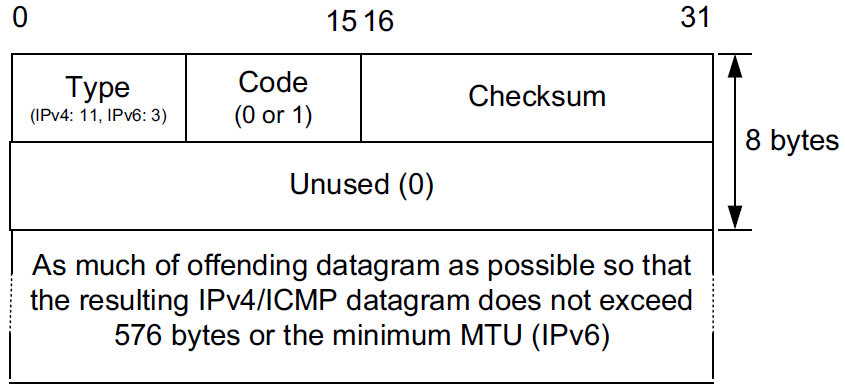 0 15 16 31
Type
(IPv4: 11, IPv6: 3)
Code
(0 or 1)
Checksum
8 bytes
Unused (0)
As much of offending datagram as possible so that
the resulting IPv4/ICMP datagram does not exceed
576 bytes or the minimum MTU (IPv6)